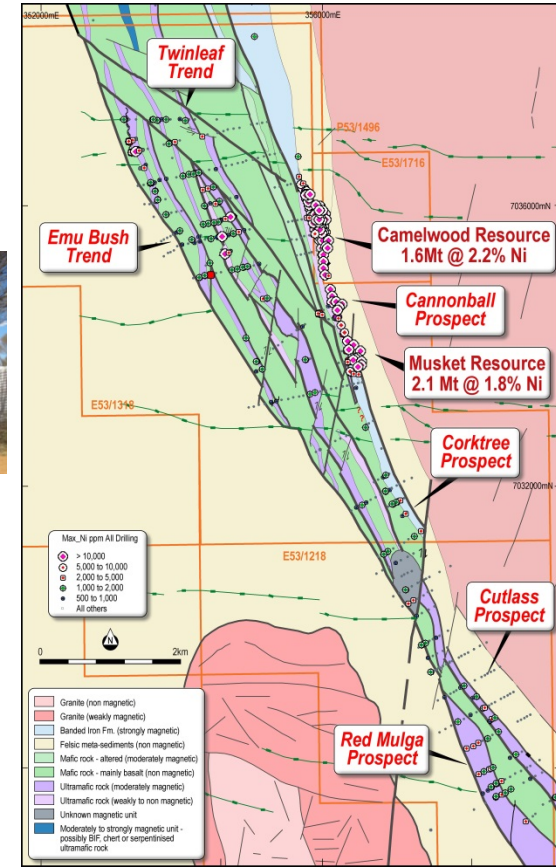 352000mE
356000mE
Twinleaf
Trend
P53/1496
E53/1716
7036000mN
Emu Bush
Trend
Camelwood Resource
1.6Mt @ 2.2% Ni
Cannonball
Prospect
Musket Resource
2.1 Mt @ 1.8% Ni
E53/1318
Corktree
Prospect
7032000mN
Max_Ni ppm All Drilling
> 10,000
5,000 to 10,000
2,000 to 5,000
1,000 to 2,000
500 to 1,000
All others
E53/1218
N
0
2km
Cutlass
Prospect
Granite (non magnetic)
Granite (weakly magnetic)
Banded Iron Fm. (strongly magnetic)
Felsic meta-sediments (non magnetic)
Mafic rock - altered (moderately magnetic)
Mafic rock - mainly basalt (non magnetic)
Ultramafic rock (moderately magnetic)
Ultramafic rock (weakly to non magnetic)
Unknown magnetic unit
Moderately to strongly magnetic unit -
possibly BIF, chert or serpentinised
ultramafic rock
Red Mulga
Prospect